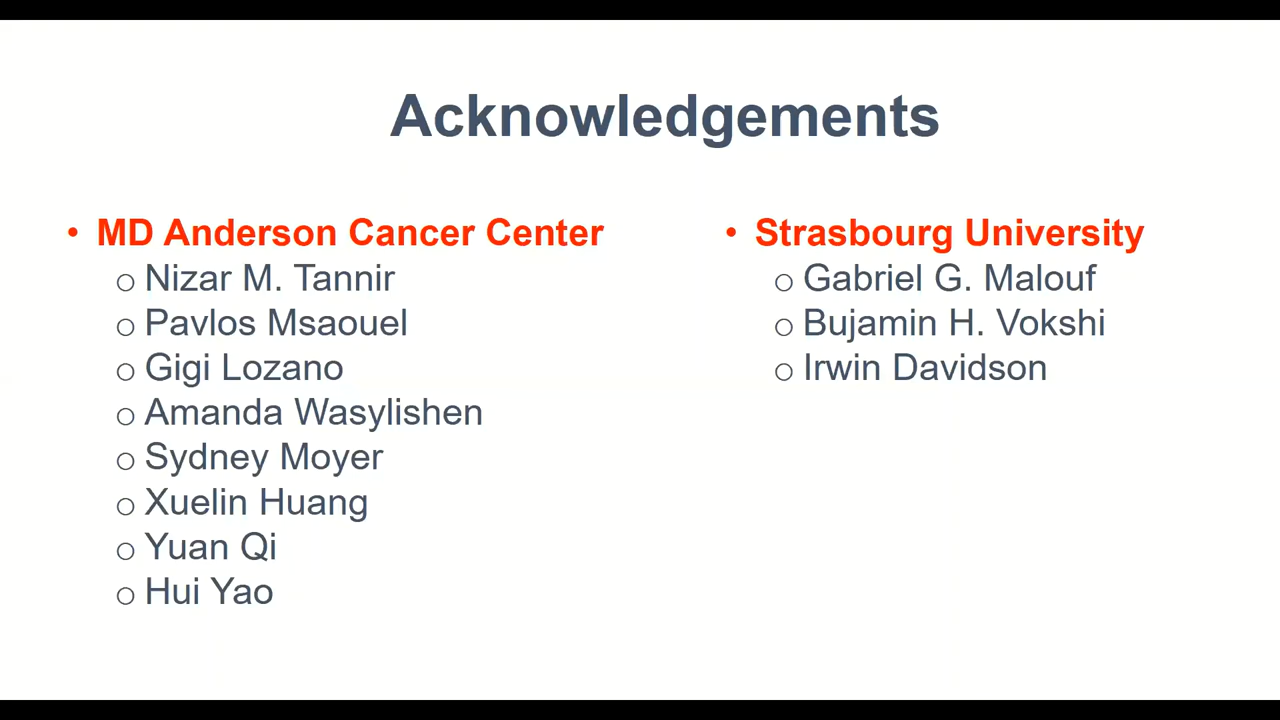 Acknowledgements
• MD Anderson Cancer Center
o Nizar M. Tannir
o Pavlos Msaouel
o Gigi Lozano
o Amanda Wasylishen
o Sydney Moyer
o Xuelin Huang
o Yuan Qi
o Hui Yao
• Strasbourg University
o Gabriel G. Malouf
o Bujamin H. Vokshi
o Irwin Davidson